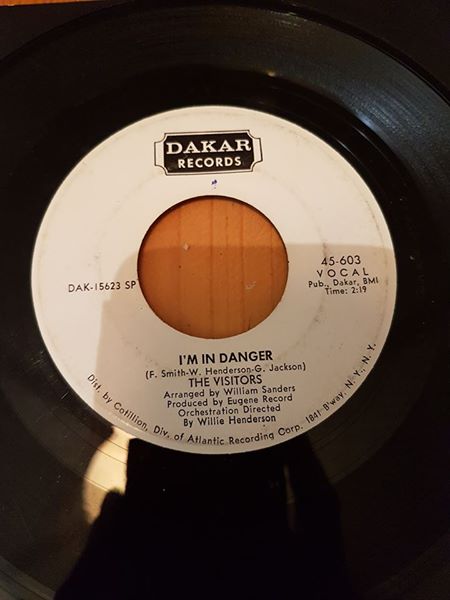 DAKAR
RECORDS
DAK-15623 SP
45-603
VOCAL
Pub., Dakar, BMI
Time: 2:19
I'M IN DANGER
(F. Smith-W. Henderson-G. Jackson)
THE VISITORS
Arranged by William Sanders
Produced by Eugene Record
Orchestration Directed
By Willie Henderson
Dist. by Cotillion, Div. of Atlantic Recording Corp. 1841 B'way, N. Y., N. Y.